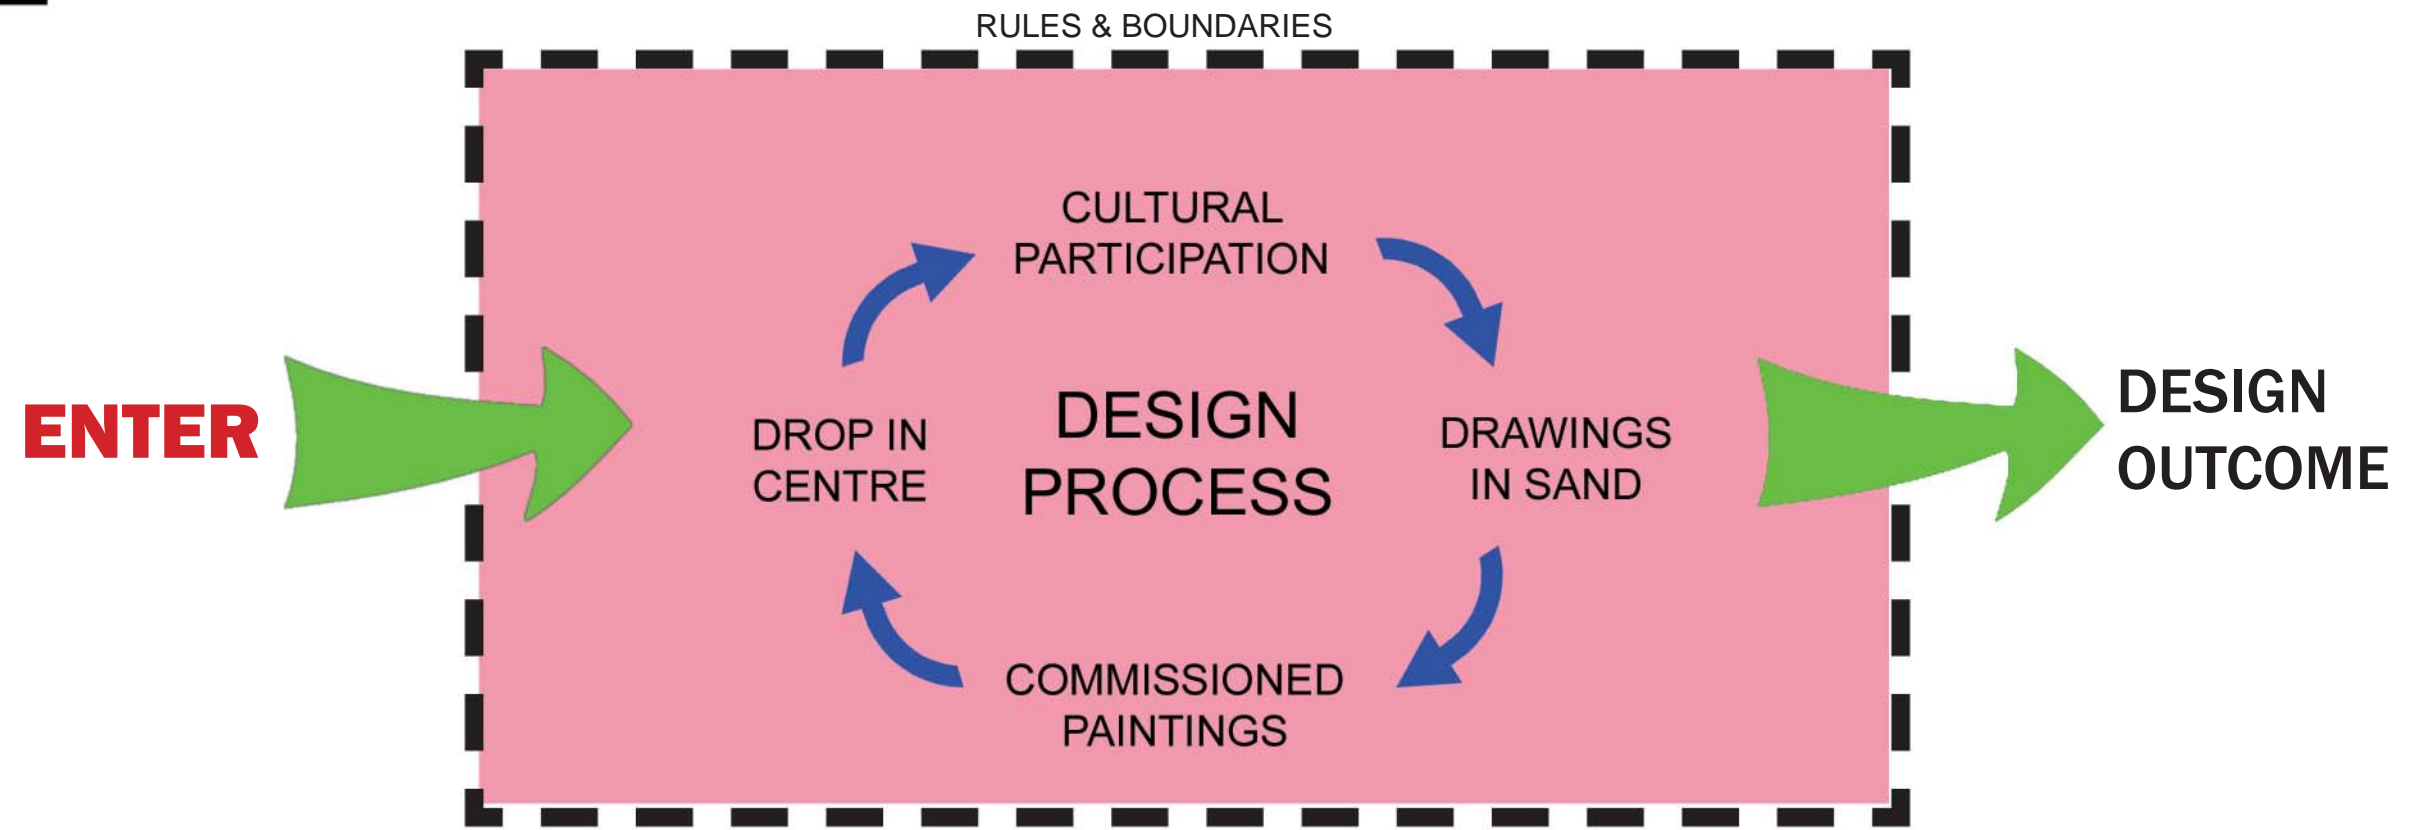 RULES & BOUNDARIES
CULTURAL
PARTICIPATION
ENTER
DROP IN
CENTRE
DESIGN
PROCESS
DRAWINGS
IN SAND
DESIGN
OUTCOME
COMMISSIONED
PAINTINGS